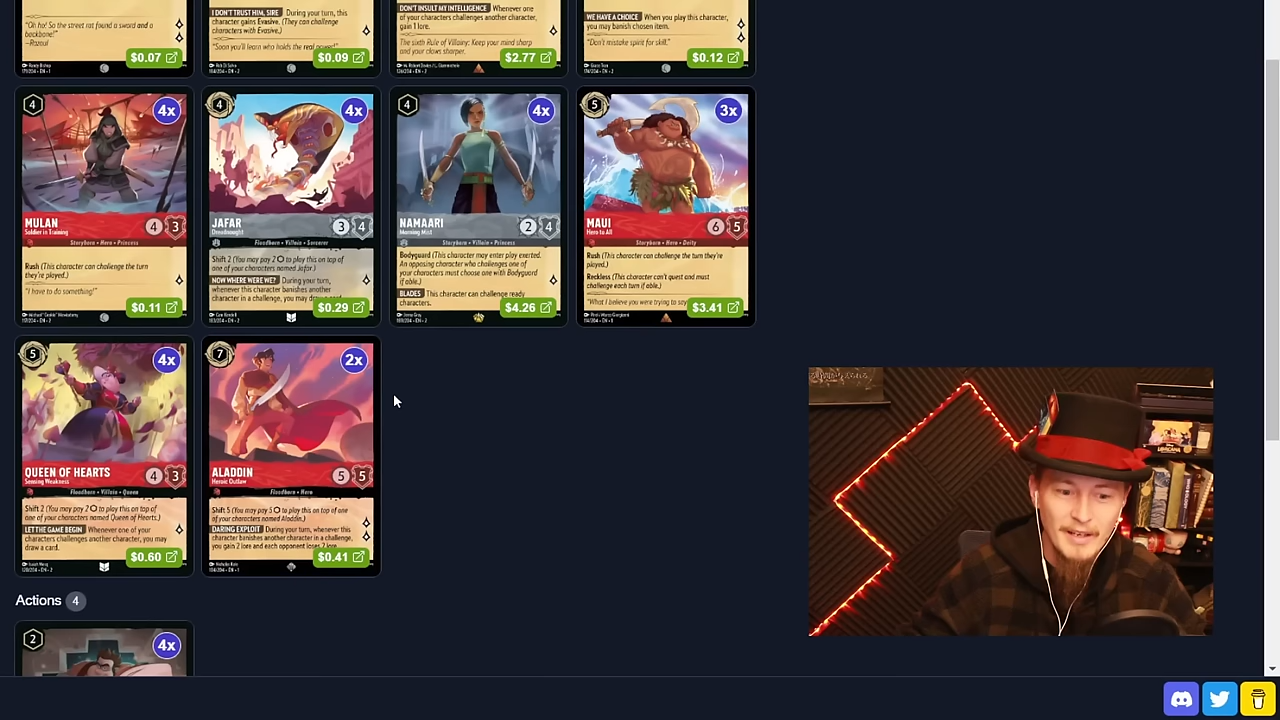 "Oh ho! So the street rat found a sword and a
backbone!"
–Razoul
$0.07
I DON'T TRUST HIM, SIRE During your turn, this
character gains Evasive. (They can challenge
characters with Evasive.)
"Soon you'll learn who holds the real power!"
$0.09
DON'T INSULT MY INTELLIGENCE Whenever one
of your characters challenges another character,
gain 1 lore.
The sixth Rule of Villainy: Keep your mind sharp
and your claws sharper.
$2.77
WE HAVE A CHOICE When you play this character,
you may banish chosen item.
"Don't mistake spirit for skill."
$0.12
4
4x
MULAN
Soldier in Training
4
3
Storyborn • Hero • Princess
Rush (This character can challenge the turn
they're played.)
"I have to do something!"
$0.11
4
4x
JAFAR
Dreadnought
3
4
Floodborn • Villain • Sorcerer
Shift 2 (You may pay 2 to play this on top of
one of your characters named Jafar.)
NOW WHERE WERE WE? During your turn,
whenever this character banishes
another character in a challenge, you may
$0.29
4
4x
NAMAARI
Morning Mist
2
4
Storyborn • Villain • Princess
Bodyguard (This character may enter play exerted.
An opposing character who challenges one of
your characters must choose one with Bodyguard
if able.)
BLADES This character can challenge ready
characters.
$4.26
5
3x
MAUI
Hero to All
6
5
Storyborn • Hero • Deity
Rush (This character can challenge the turn they're
played.)
Reckless (This character can't quest and must
challenge each turn if able.)
"What I believe you were trying to say
$3.41
5
4x
QUEEN OF HEARTS
Sensing Weakness
4
3
Floodborn • Villain • Queen
Shift 2 (You may pay 2 to play this on top of
one of your characters named Queen of Hearts.)
LET THE GAME BEGIN Whenever one of your
characters challenges another character, you may
draw a card.
$0.60
7
2x
ALADDIN
Heroic Outlaw
5
5
Floodborn • Hero
Shift 5 (You may pay 5 to play this on top of one
of your characters named Aladdin.)
DARING EXPLOIT During your turn, whenever this
character banishes another character in a challenge,
you gain 2 lore and each opponent loses 2 lore.
$0.41
Actions 4
2
4x